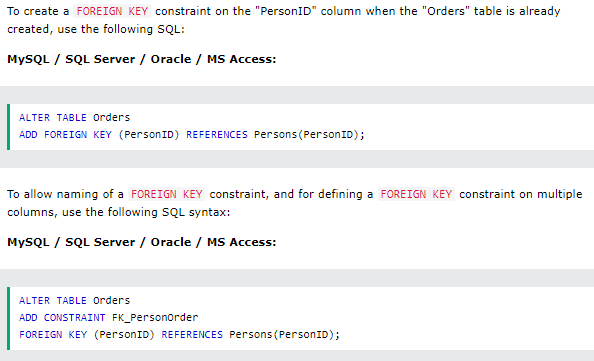 To create a FOREIGN KEY constraint on the "PersonID" column when the "Orders" table is already
created, use the following SQL:
MySQL / SQL Server / Oracle / MS Access:
ALTER TABLE Orders
ADD FOREIGN KEY (PersonID) REFERENCES Persons(PersonID);
To allow naming of a FOREIGN KEY constraint, and for defining a FOREIGN KEY constraint on multiple
columns, use the following SQL syntax:
MySQL / SQL Server / Oracle / MS Access:
ALTER TABLE Orders
ADD CONSTRAINT FK_PersonOrder
FOREIGN KEY (PersonID) REFERENCES Persons(PersonID);